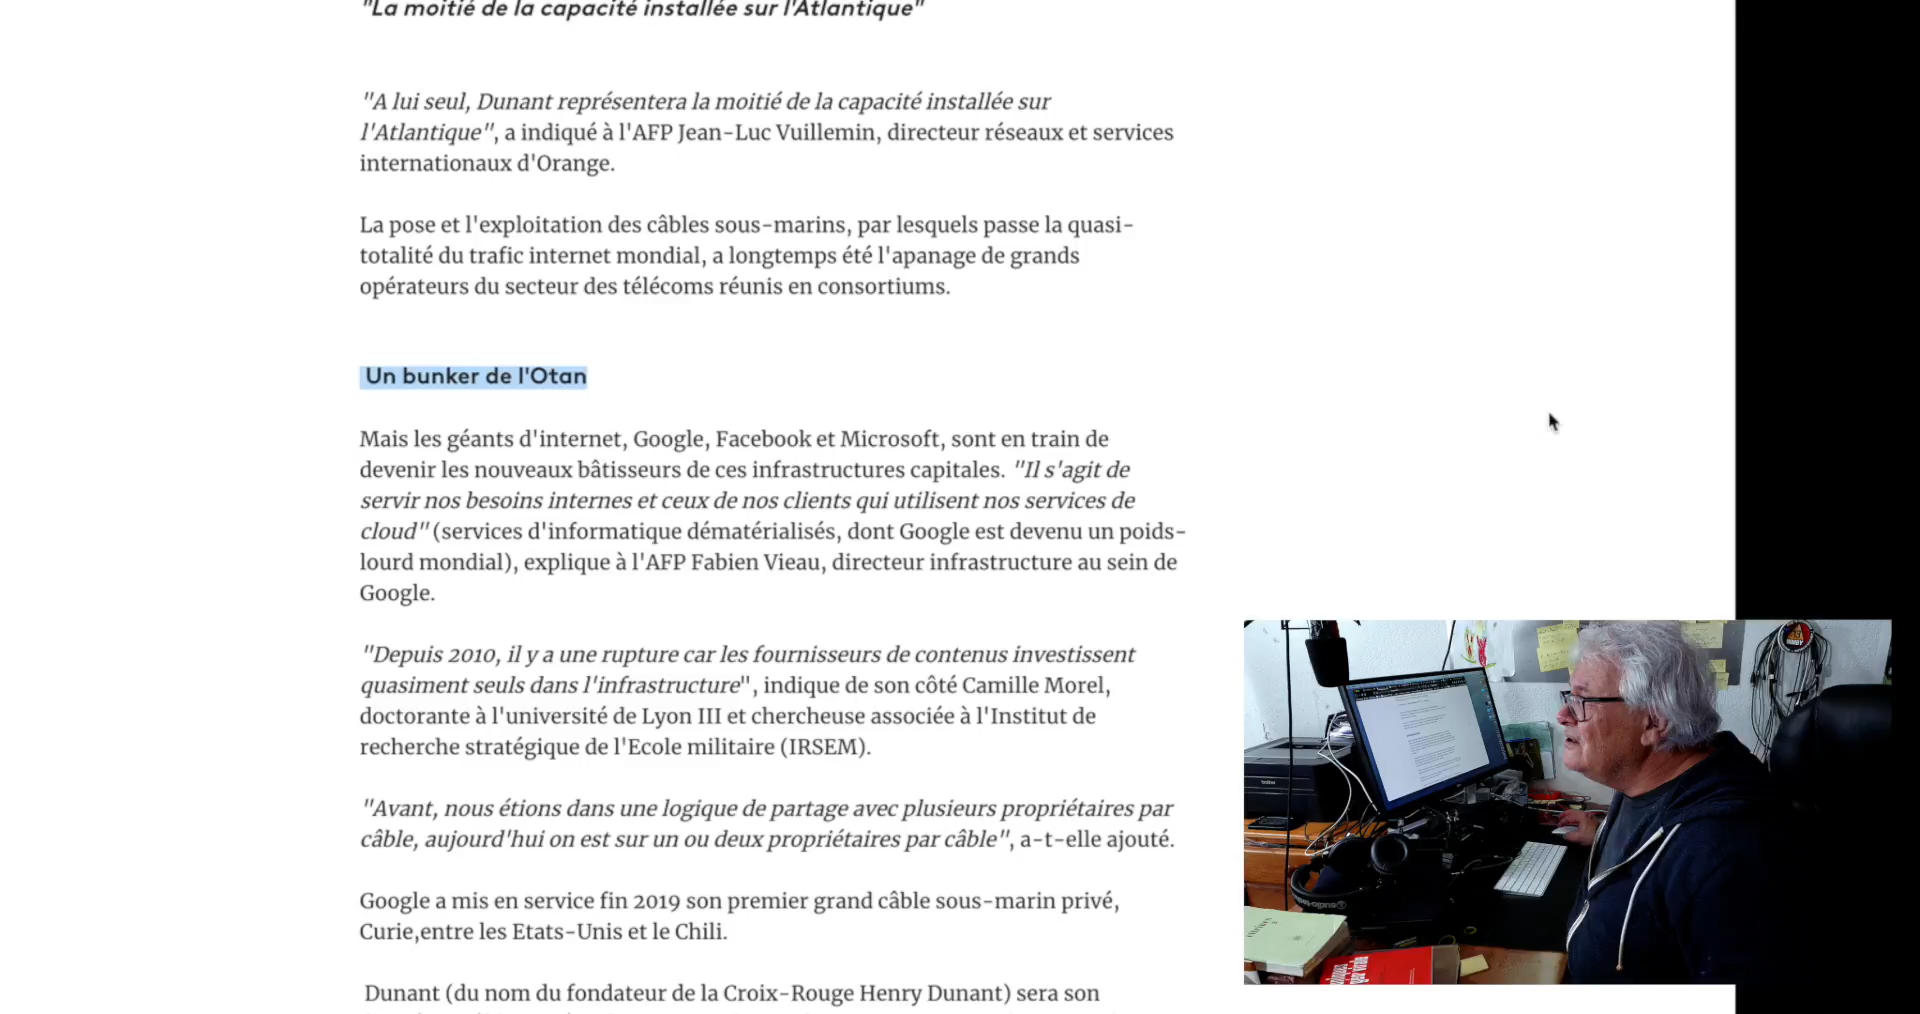 "La moitié de la capacité installée sur l'Atlantique"
"A lui seul, Dunant représentera la moitié de la capacité installée sur
l'Atlantique", a indiqué à l'AFP Jean-Luc Vuillemin, directeur réseaux et services
internationaux d'Orange.
La pose et l'exploitation des câbles sous-marins, par lesquels passe la quasi-
totalité du trafic internet mondial, a longtemps été l'apanage de grands
opérateurs du secteur des télécoms réunis en consortiums.
Un bunker de l'Otan
Mais les géants d'internet, Google, Facebook et Microsoft, sont en train de
devenir les nouveaux bâtisseurs de ces infrastructures capitales. "Il s'agit de
servir nos besoins internes et ceux de nos clients qui utilisent nos services de
cloud" (services d'informatique dématérialisés, dont Google est devenu un poids-
lourd mondial), explique à l'AFP Fabien Vieau, directeur infrastructure au sein de
Google.
"Depuis 2010, il y a une rupture car les fournisseurs de contenus investissent
quasiment seuls dans l'infrastructure", indique de son côté Camille Morel,
doctorante à l'université de Lyon III et chercheuse associée à l'Institut de
recherche stratégique de l'Ecole militaire (IRSEM).
"Avant, nous étions dans une logique de partage avec plusieurs propriétaires par
câble, aujourd'hui on est sur un ou deux propriétaires par câble", a-t-elle ajouté.
Google a mis en service fin 2019 son premier grand câble sous-marin privé,
Curie,entre les Etats-Unis et le Chili.
Dunant (du nom du fondateur de la Croix-Rouge Henry Dunant) sera son